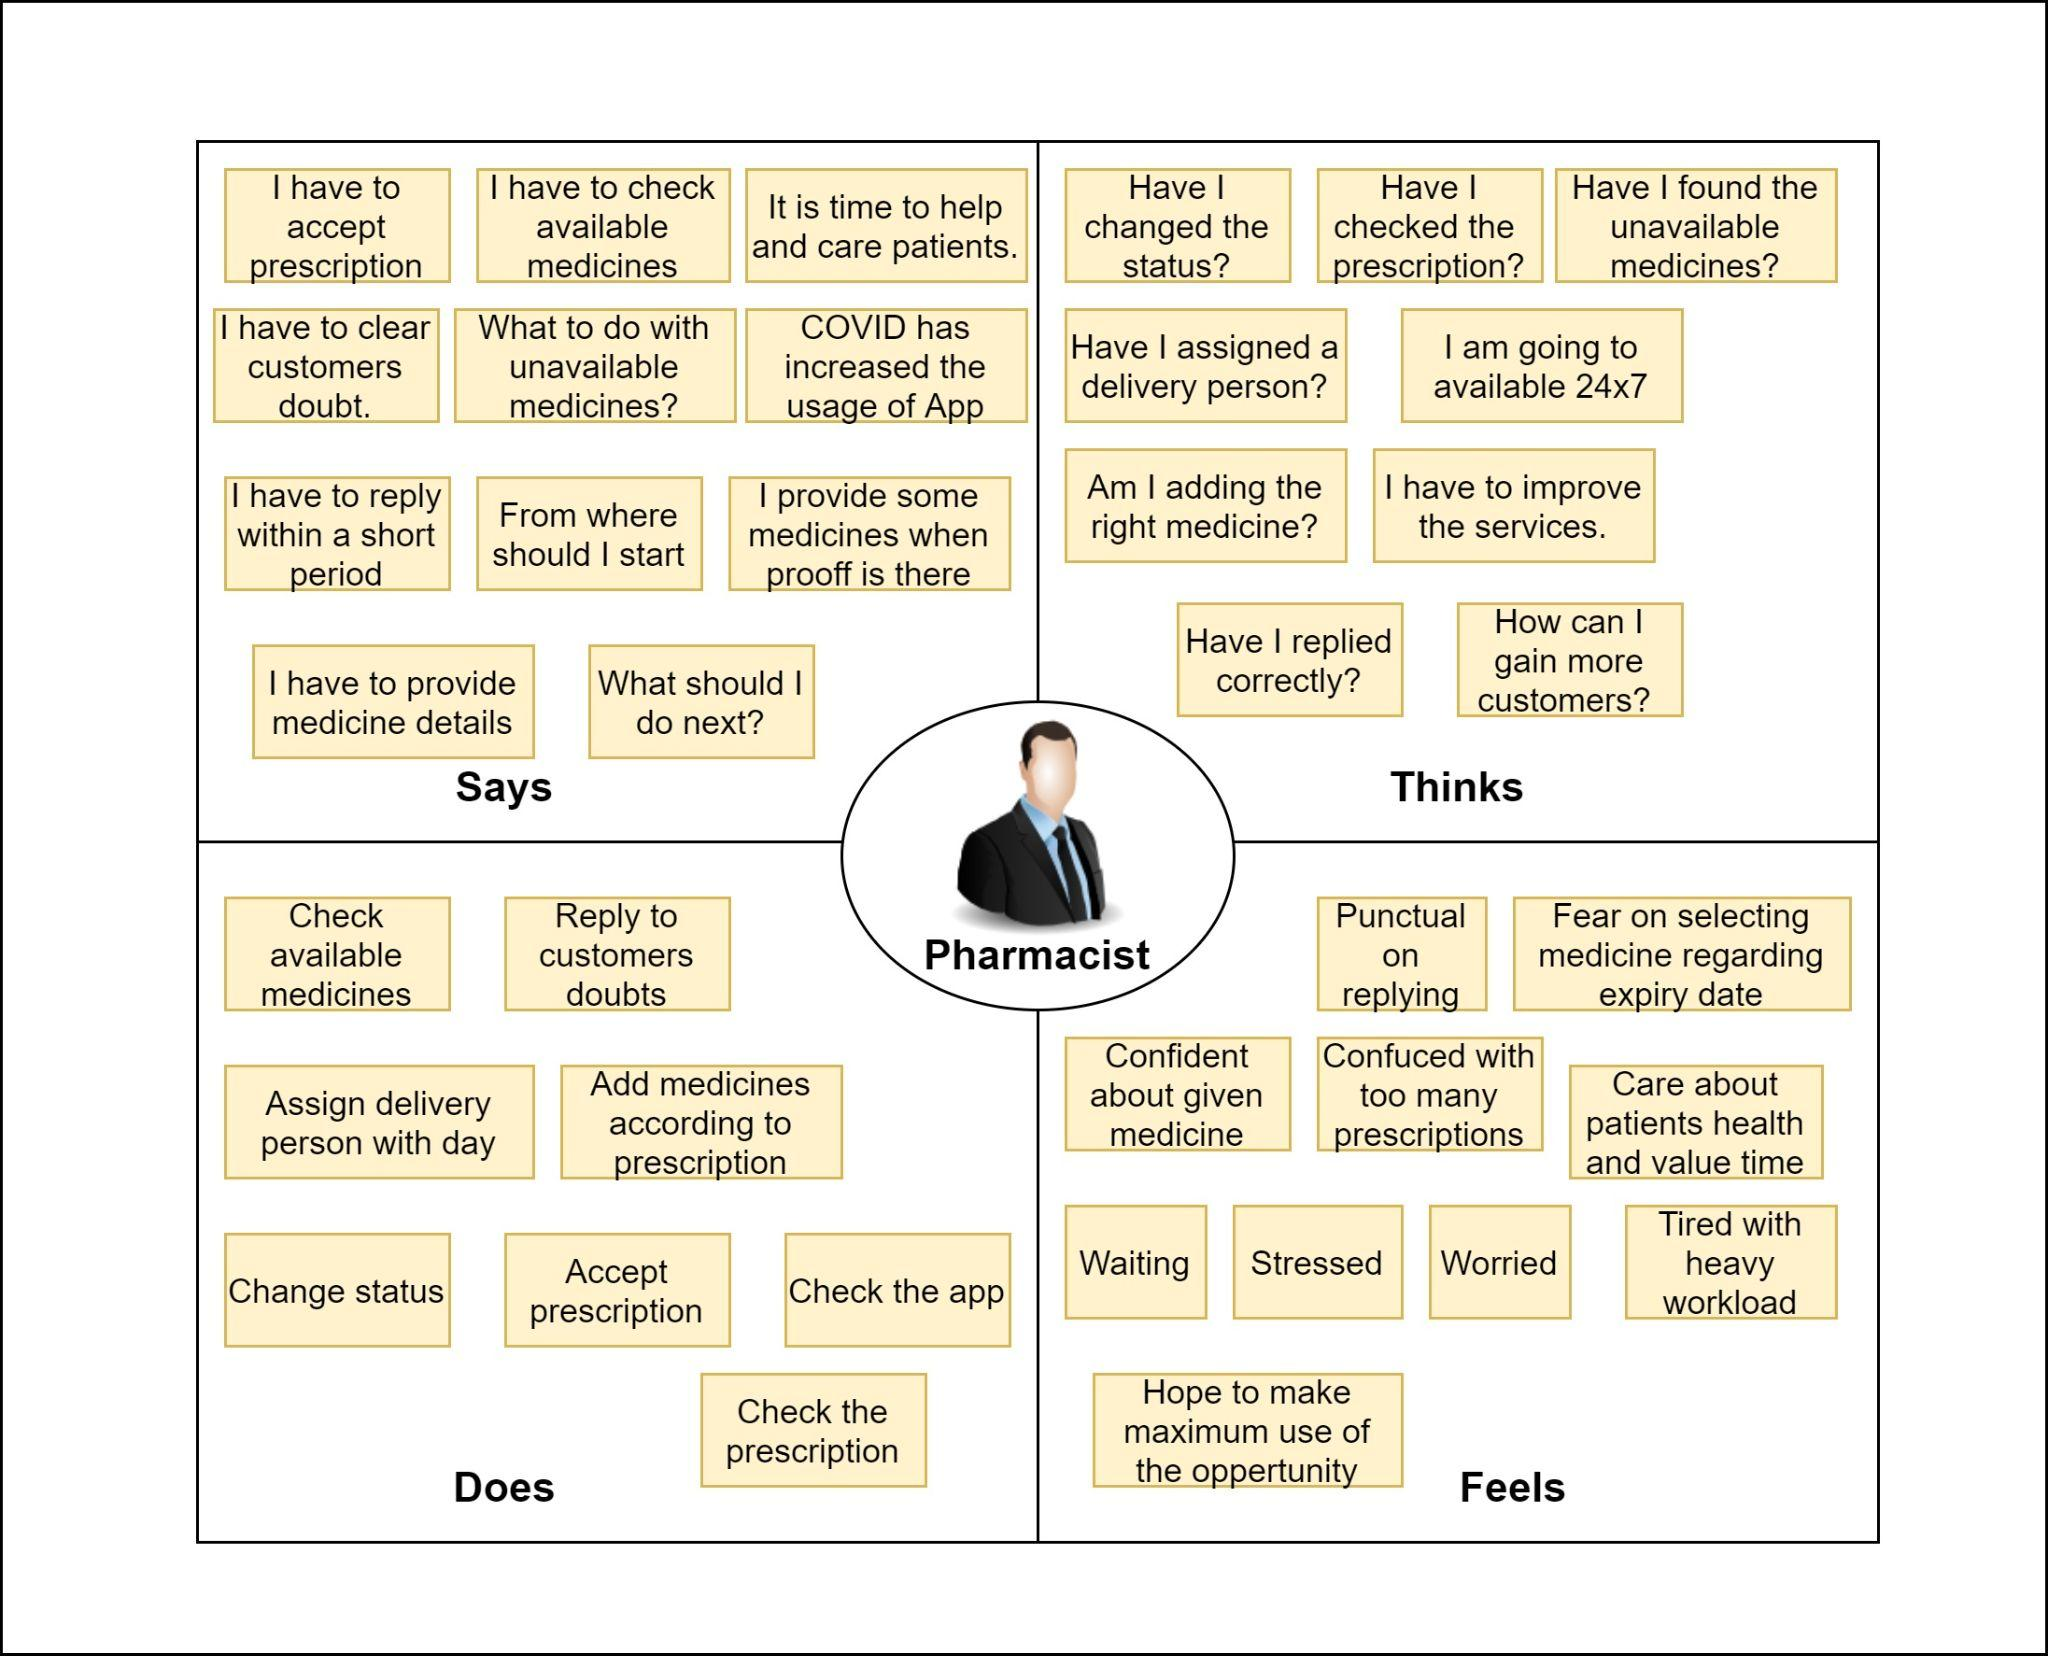 I have to
accept
prescription
I have to check
available
medicines
It is time to help
and care patients.
I have to clear
customers
doubt.
What to do with
unavailable
medicines?
COVID has
increased the
usage of App
I have to reply
within a short
period
From where
should I start
I provide some
medicines when
prooff is there
I have to provide
medicine details
What should I
do next?
Says
Have I
changed the
status?
Have I
checked the
prescription?
Have I found the
unavailable
medicines?
Have I assigned a
delivery person?
I am going to
available 24x7
Am I adding the
right medicine?
I have to improve
the services.
Have I replied
correctly?
How can I
gain more
customers?
Thinks
Pharmacist
Check
available
medicines
Reply to
customers
doubts
Assign delivery
person with day
Add medicines
according to
prescription
Change status
Accept
prescription
Check the app
Check the
prescription
Does
Punctual
on
replying
Fear on selecting
medicine regarding
expiry date
Confident
about given
medicine
Confuced with
too many
prescriptions
Care about
patients health
and value time
Waiting
Stressed
Worried
Tired with
heavy
workload
Hope to make
maximum use of
the oppertunity
Feels